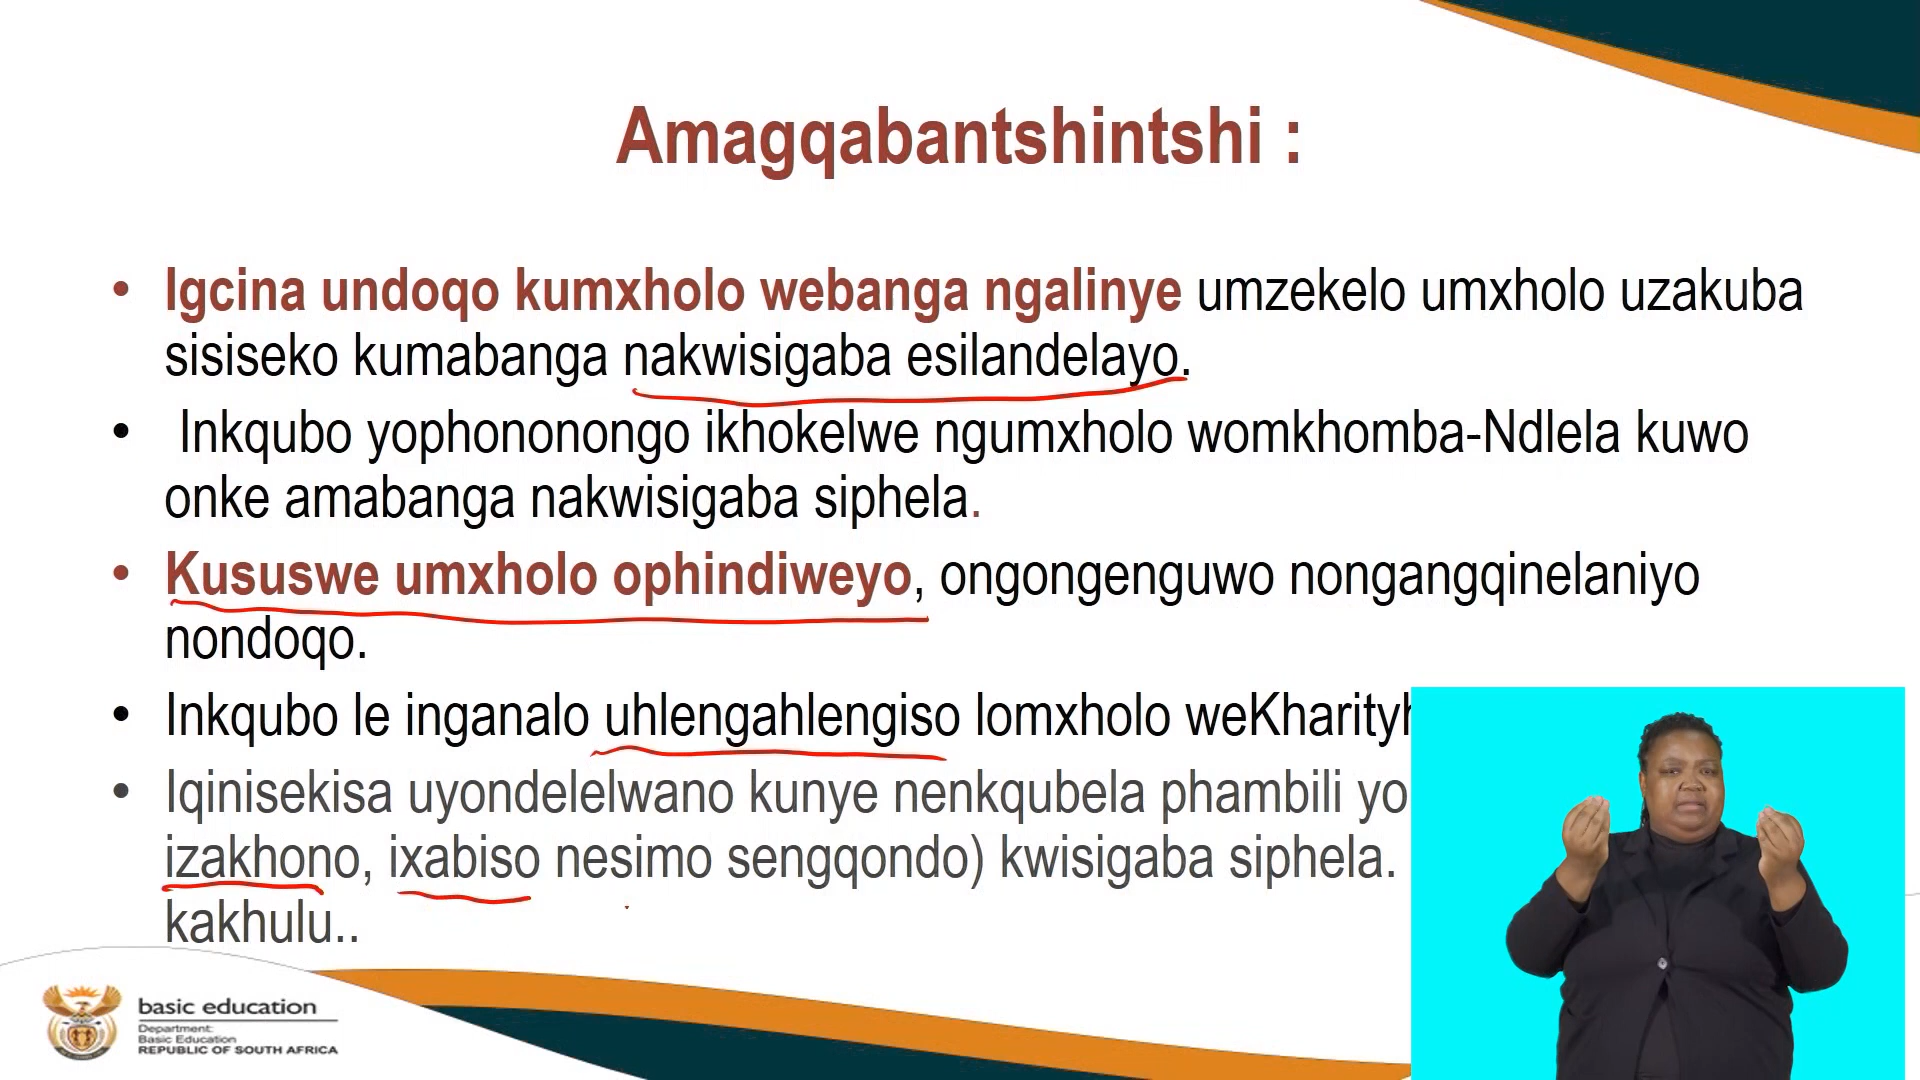 Amagqabantshintshi :
• Igcina undoqo kumxholo webanga ngalinye umzekelo umxholo uzakuba
sisiseko kumabanga nakwisigaba esilandelayo.
• Inkqubo yophononongo ikhokelwe ngumxholo womkhomba-Ndlela kuwo
onke amabanga nakwisigaba siphela.
• Kususwe umxholo ophindiweyo, ongongenguwo nongangqinelaniyo
nondoqo.
• Inkqubo le inganalo uhlengahlengiso lomxholo
• Iqinisekisa uyondelelwano kunye nenkqubela phambili yo
izakhono, ixabiso nesimo sengqondo) kwisigaba siphela.
kakhulu..
basic education
Department:
Basic Education
REPUBLIC OF SOUTH AFRICA